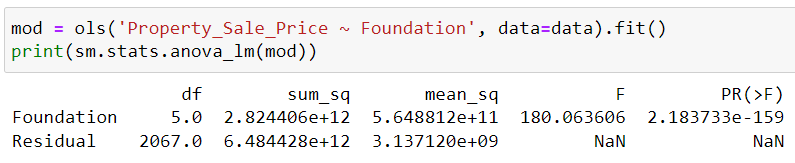 mod = ols('Property_Sale_Price ~ Foundation', data=data).fit()
print(sm.stats.anova_lm(mod))
df sum_sq mean_sq F PR(>F)
Foundation 5.0 2.824406e+12 5.648812e+11 180.063606 2.183733e-159
Residual 2067.0 6.484428e+12 3.137120e+09 NaN NaN